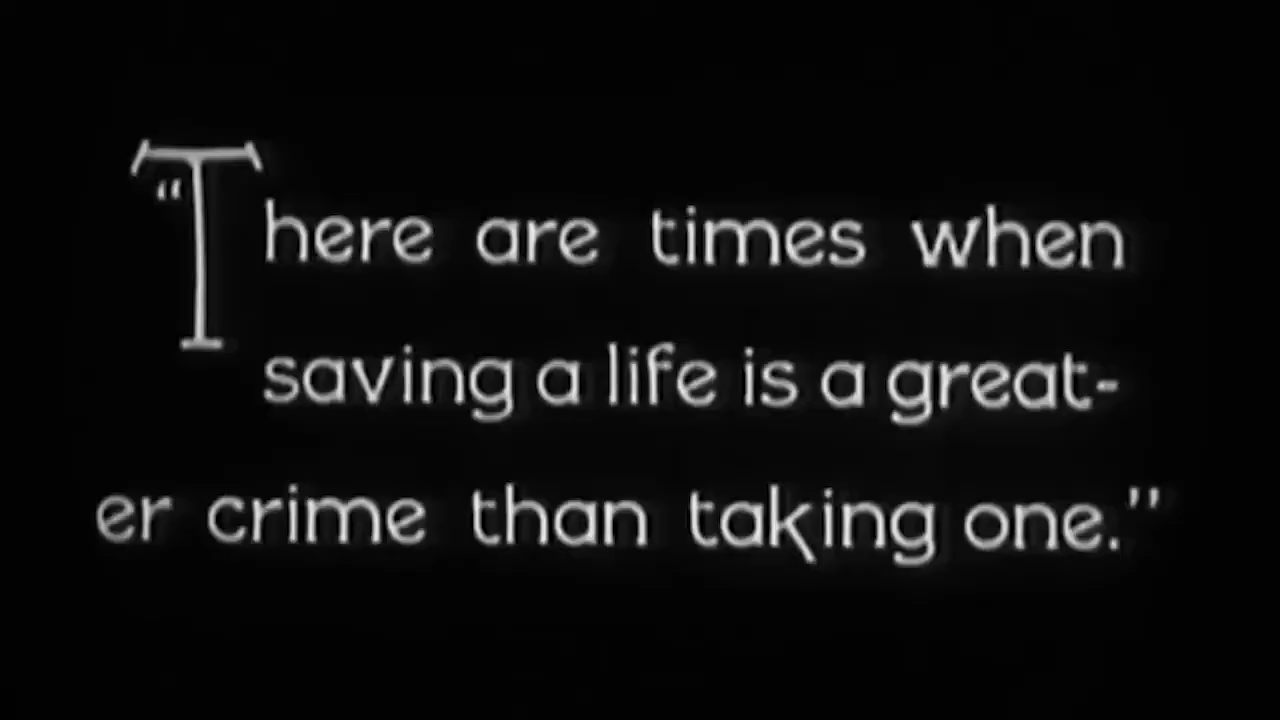 “There are times when
saving a life is a great-
er crime than taking one.”